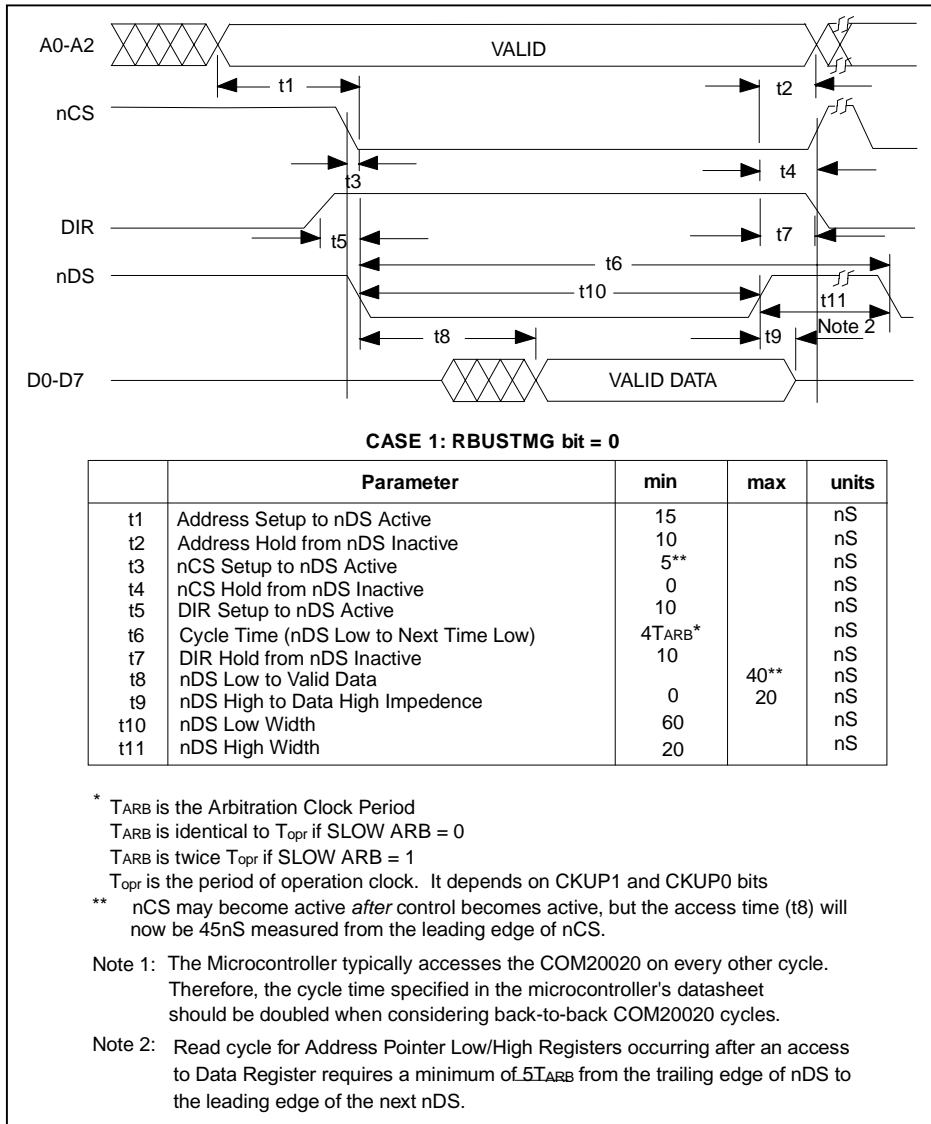 A0-A2
VALID
t1
t2
nCS
t3
t4
DIR
t5
t7
nDS
t6
t10
t11
t8
t9
Note 2
D0-D7
VALID DATA
CASE 1: RBUSTMG bit = 0
Parameter min max units
t1 Address Setup to nDS Active 15 nS
t2 Address Hold from nDS Inactive 10 nS
t3 nCS Setup to nDS Active 5** nS
t4 nCS Hold from nDS Inactive 0 nS
t5 DIR Setup to nDS Active 10 nS
t6 Cycle Time (nDS Low to Next Time Low) 4TARB* nS
t7 DIR Hold from nDS Inactive 10 nS
t8 nDS Low to Valid Data 40** nS
t9 nDS High to Data High Impedence 0 20 nS
t10 nDS Low Width 60 nS
t11 nDS High Width 20 nS
* TARB is the Arbitration Clock Period
TARB is identical to Topr if SLOW ARB = 0
TARB is twice Topr if SLOW ARB = 1
Topr is the period of operation clock. It depends on CKUP1 and CKUP0 bits
** nCS may become active after control becomes active, but the access time (t8) will
now be 45nS measured from the leading edge of nCS.
Note 1: The Microcontroller typically accesses the COM20020 on every other cycle.
Therefore, the cycle time specified in the microcontroller's datasheet
should be doubled when considering back-to-back COM20020 cycles.
Note 2: Read cycle for Address Pointer Low/High Registers occurring after an access
to Data Register requires a minimum of 5TARB from the trailing edge of nDS to
the leading edge of the next nDS.